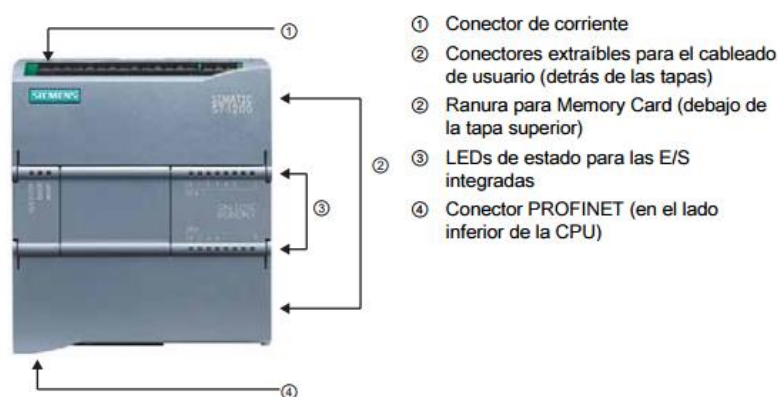 ① Conector de corriente
② Conectores extraíbles para el cableado
de usuario (detrás de las tapas)
② Ranura para Memory Card (debajo de
la tapa superior)
③ LEDs de estado para las E/S
integradas
④ Conector PROFINET (en el lado
inferior de la CPU)
①
SIEMENS
SIMATIC
S7-1200
②
③
④